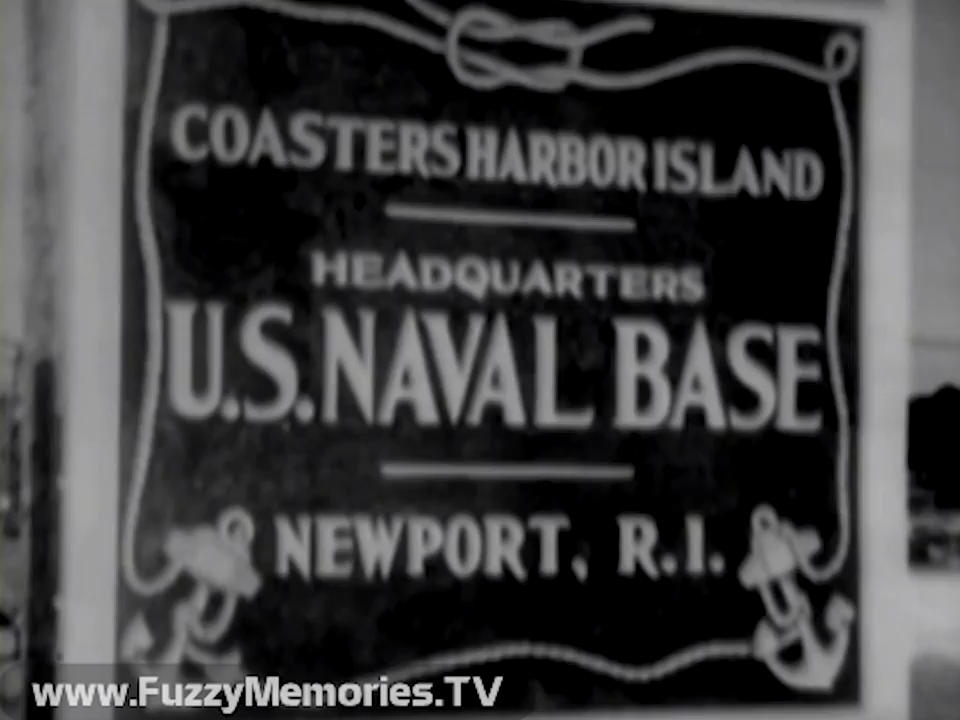 COASTERS HARBOR ISLAND
HEADQUARTERS
U.S. NAVAL BASE
NEWPORT, R.I.
www.FuzzyMemories.TV